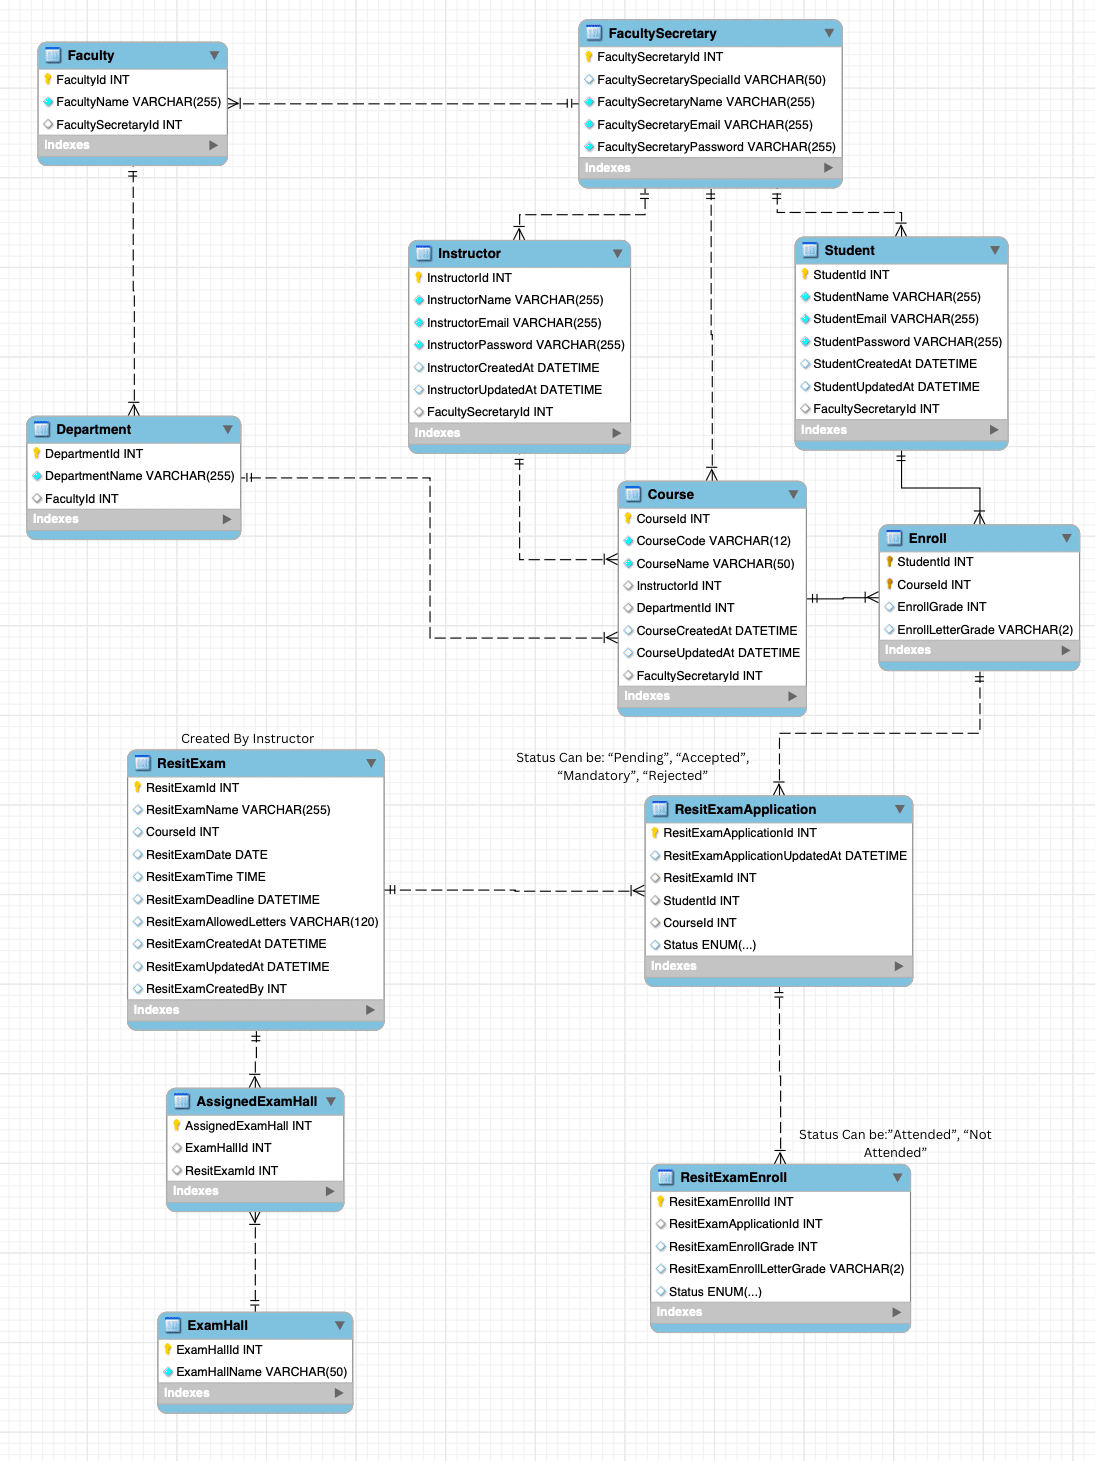 Faculty
FacultyId INT
FacultyName VARCHAR(255)
FacultySecretaryId INT
Indexes
FacultySecretary
FacultySecretaryId INT
FacultySecretarySpecialId VARCHAR(50)
FacultySecretaryName VARCHAR(255)
FacultySecretaryEmail VARCHAR(255)
FacultySecretaryPassword VARCHAR(255)
Indexes
Instructor
InstructorId INT
InstructorName VARCHAR(255)
InstructorEmail VARCHAR(255)
InstructorPassword VARCHAR(255)
InstructorCreatedAt DATETIME
InstructorUpdatedAt DATETIME
FacultySecretaryId INT
Indexes
Student
StudentId INT
StudentName VARCHAR(255)
StudentEmail VARCHAR(255)
StudentPassword VARCHAR(255)
StudentCreatedAt DATETIME
StudentUpdatedAt DATETIME
FacultySecretaryId INT
Indexes
Department
DepartmentId INT
DepartmentName VARCHAR(255)
FacultyId INT
Indexes
Course
CourseId INT
CourseCode VARCHAR(12)
CourseName VARCHAR(50)
InstructorId INT
DepartmentId INT
CourseCreatedAt DATETIME
CourseUpdatedAt DATETIME
FacultySecretaryId INT
Indexes
Enroll
StudentId INT
CourseId INT
EnrollGrade INT
EnrollLetterGrade VARCHAR(2)
Indexes
Created By Instructor
ResitExam
ResitExamId INT
ResitExamName VARCHAR(255)
CourseId INT
ResitExamDate DATE
ResitExamTime TIME
ResitExamDeadline DATETIME
ResitExamAllowedLetters VARCHAR(120)
ResitExamCreatedAt DATETIME
ResitExamUpdatedAt DATETIME
ResitExamCreatedBy INT
Indexes
Status Can be: “Pending”, “Accepted”,
“Mandatory”, “Rejected”
ResitExamApplication
ResitExamApplicationId INT
ResitExamApplicationUpdatedAt DATETIME
ResitExamId INT
StudentId INT
CourseId INT
Status ENUM(...)
Indexes
AssignedExamHall
AssignedExamHall INT
ExamHallId INT
ResitExamId INT
Indexes
Status Can be:”Attended”, “Not
Attended”
ResitExamEnroll
ResitExamEnrollId INT
ResitExamApplicationId INT
ResitExamEnrollGrade INT
ResitExamEnrollLetterGrade VARCHAR(2)
Status ENUM(...)
Indexes
ExamHall
ExamHallId INT
ExamHallName VARCHAR(50)
Indexes